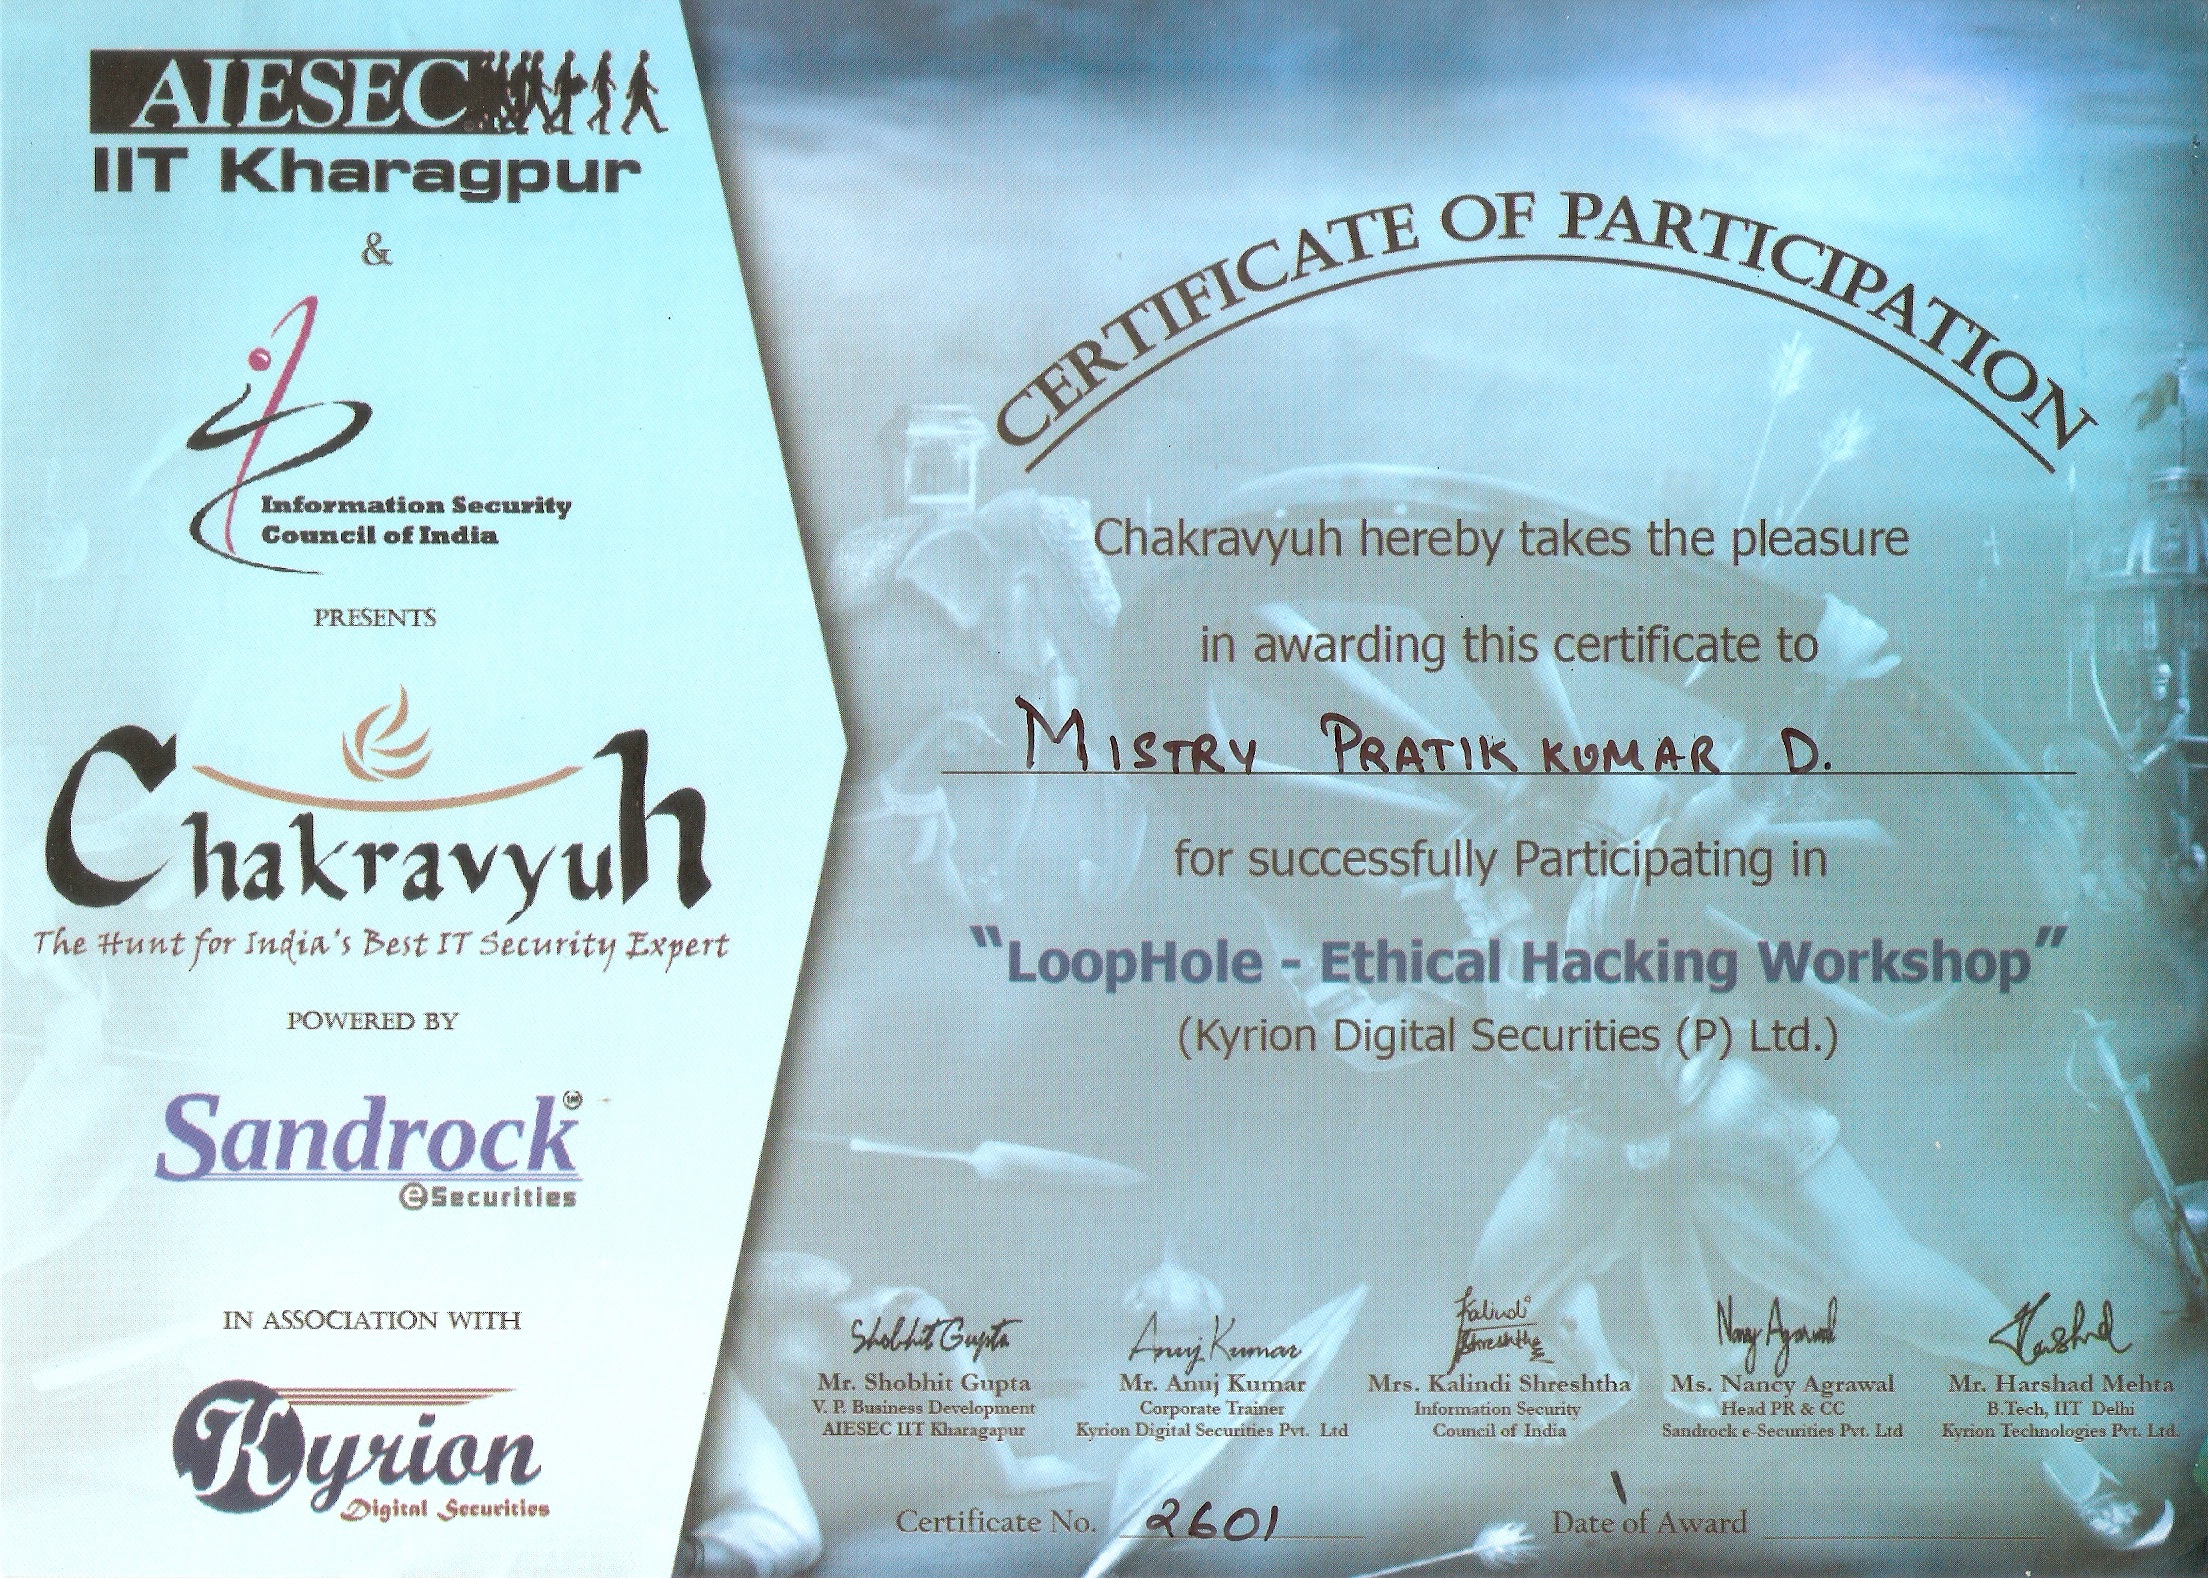 AIESEC
IIT Kharagpur
&
Information Security
Council of India
PRESENTS
Chakravyuh
The Hunt for India's Best IT Security Expert
POWERED BY
Sandrock TM
eSecurities
IN ASSOCIATION WITH
Kyrion
Digital Securities
CERTIFICATE OF PARTICIPATION
Chakravyuh hereby takes the pleasure
in awarding this certificate to
MISTRY PRATIK KUMAR D.
for successfully Participating in
"LoopHole - Ethical Hacking Workshop"
(Kyrion Digital Securities (P) Ltd.)
Shobhit Gupta Anuj Kumar Kalindi Shreshtha Nancy Agrawal Harshad
Mr. Shobhit Gupta Mr. Anuj Kumar Mrs. Kalindi Shreshtha Ms. Nancy Agrawal Mr. Harshad Mehta
V. P. Business Development Corporate Trainer Information Security Head PR & CC B.Tech, IIT Delhi
AIESEC IIT Kharagapur Kyrion Digital Securities Pvt. Ltd Council of India Sandrock e-Securities Pvt. Ltd Kyrion Technologies Pvt. Ltd.
Certificate No. 2601 Date of Award